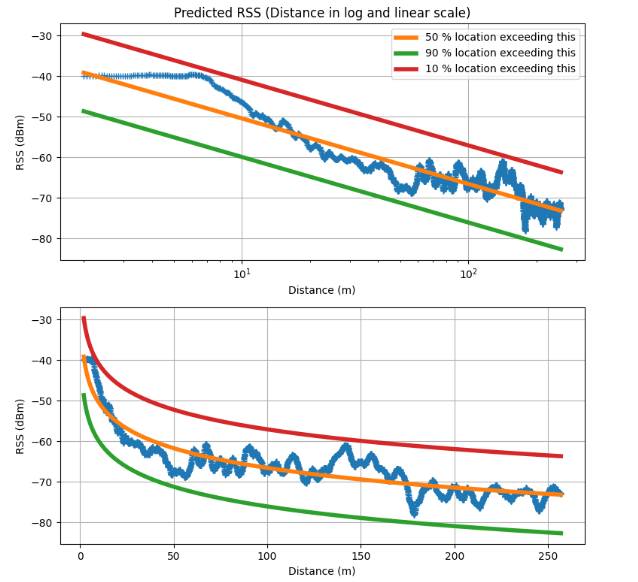 Predicted RSS (Distance in log and linear scale)
−30
−40
−50
−60
−70
−80
RSS (dBm)
50 % location exceeding this
90 % location exceeding this
10 % location exceeding this
10¹
10²
Distance (m)
−30
−40
−50
−60
−70
−80
RSS (dBm)
0
50
100
150
200
250
Distance (m)